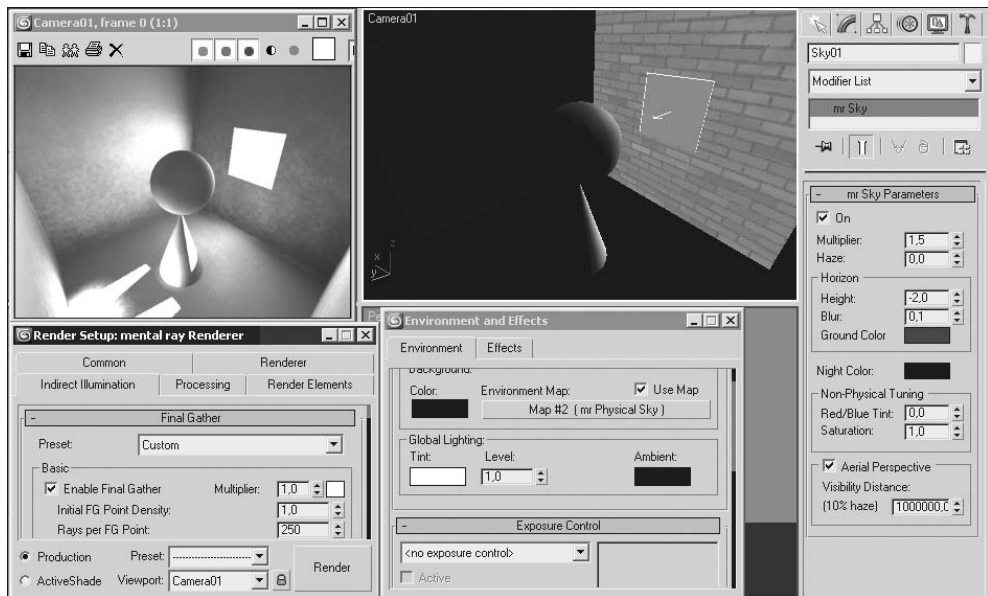 Camera01, frame 0 (1:1)
Camera01
z
x
y
Sky01
Modifier List
mr Sky
mr Sky Parameters
On
Multiplier: 1,5
Haze: 0,0
Horizon
Height: -2,0
Blur: 0,1
Ground Color
Night Color:
Non-Physical Tuning
Red/Blue Tint: 0,0
Saturation: 1,0
Aerial Perspective
Visibility Distance:
(10% haze) 1000000,0
Render Setup: mental ray Renderer
Common Renderer
Indirect Illumination Processing Render Elements
Final Gather
Preset: Custom
Basic
Enable Final Gather Multiplier: 1,0
Initial FG Point Density: 1,0
Rays per FG Point: 250
Production Preset: -------------------------
ActiveShade Viewport: Camera01
Render
Environment and Effects
Environment Effects
Background:
Color: Environment Map: Use Map
Map #2 ( mr Physical Sky )
Global Lighting:
Tint: Level: Ambient:
1,0
Exposure Control
<no exposure control>
Active